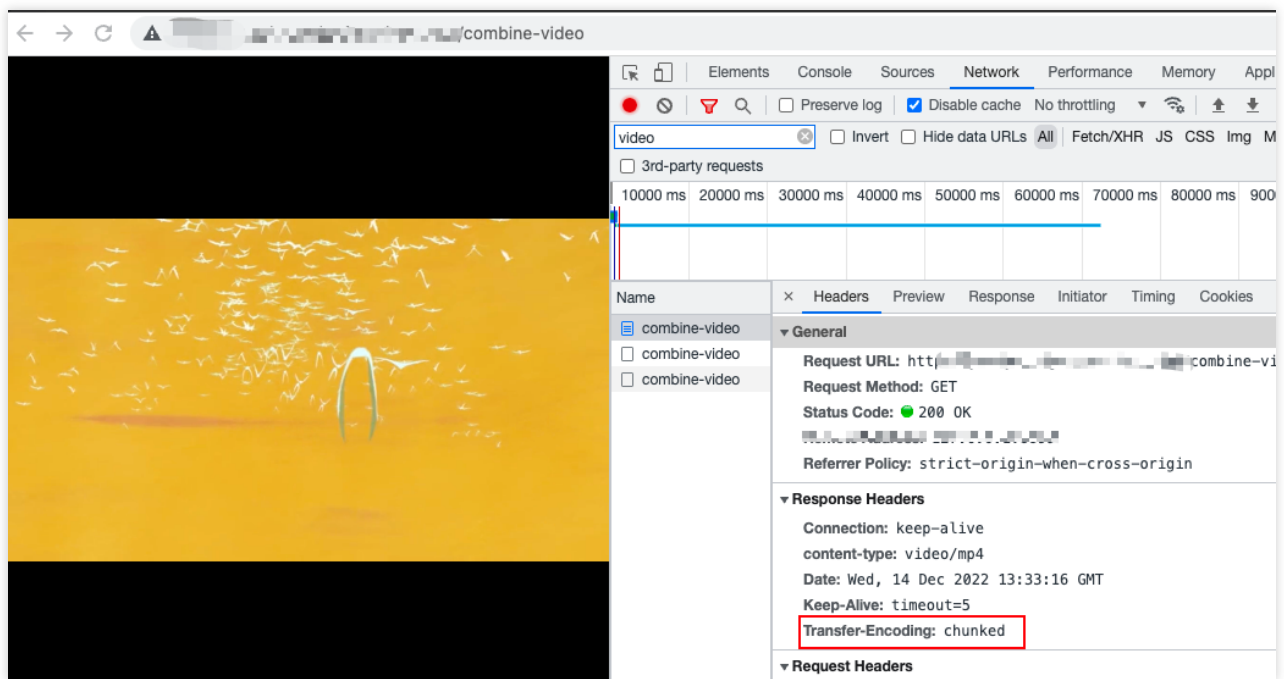 /combine-video
Elements Console Sources Network Performance Memory Appl
Preserve log Disable cache No throttling
video Invert Hide data URLs All Fetch/XHR JS CSS Img M
3rd-party requests
10000 ms 20000 ms 30000 ms 40000 ms 50000 ms 60000 ms 70000 ms 80000 ms 900
Name
combine-video
combine-video
combine-video
× Headers Preview Response Initiator Timing Cookies
General
Request URL: http combine-vi
Request Method: GET
Status Code: 200 OK
Referrer Policy: strict-origin-when-cross-origin
Response Headers
Connection: keep-alive
content-type: video/mp4
Date: Wed, 14 Dec 2022 13:33:16 GMT
Keep-Alive: timeout=5
Transfer-Encoding: chunked
Request Headers